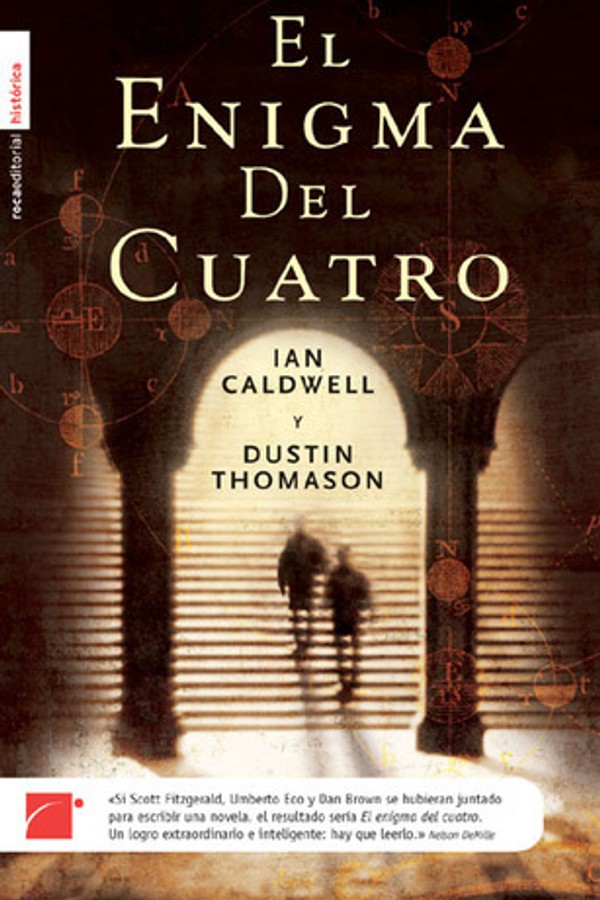 EL
ENIGMA
DEL
CUATRO
rocaeditorial histórica
IAN
CALDWELL
Y
DUSTIN
THOMASON
«Si Scott Fitzgerald, Umberto Eco y Dan Brown se hubieran juntado
para escribir una novela, el resultado sería El enigma del cuatro.
Un logro extraordinario e inteligente: hay que leerlo.» Nelson DeMille
b
c
N
A
f
a
d
E
N
S
b
c
f
N
E
t